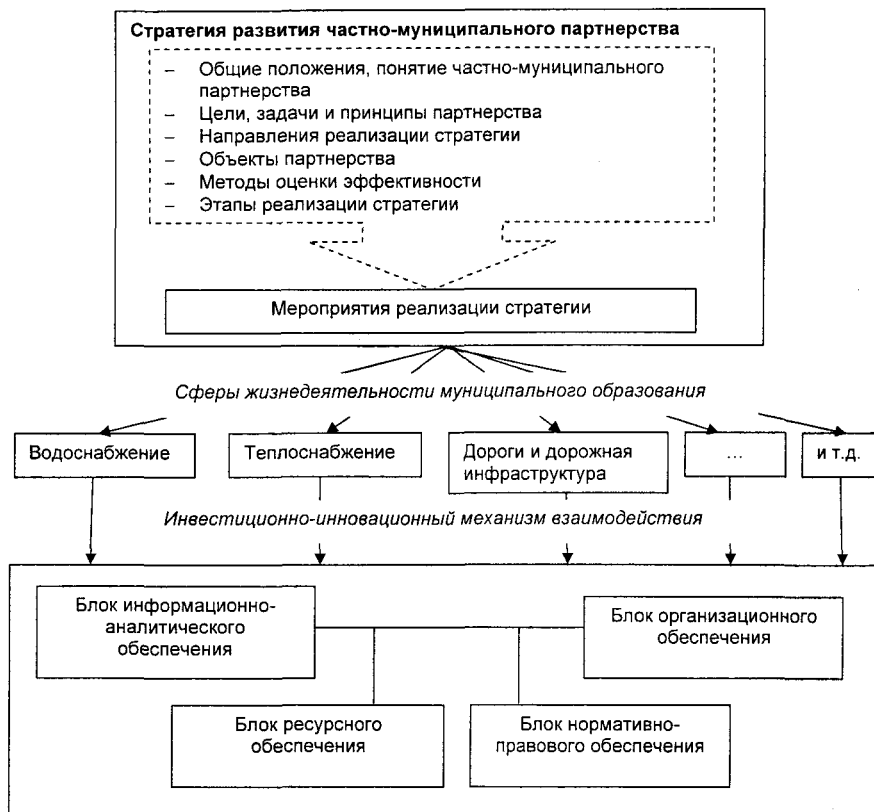 Стратегия развития частно-муниципального партнерства
– Общие положения, понятие частно-муниципального
партнерства
– Цели, задачи и принципы партнерства
– Направления реализации стратегии
– Объекты партнерства
– Методы оценки эффективности
– Этапы реализации стратегии
Мероприятия реализации стратегии
Сферы жизнедеятельности муниципального образования
Водоснабжение
Теплоснабжение
Дороги и дорожная
инфраструктура
...
и т.д.
Инвестиционно-инновационный механизм взаимодействия
Блок информационно-
аналитического
обеспечения
Блок организационного
обеспечения
Блок ресурсного
обеспечения
Блок нормативно-
правового обеспечения